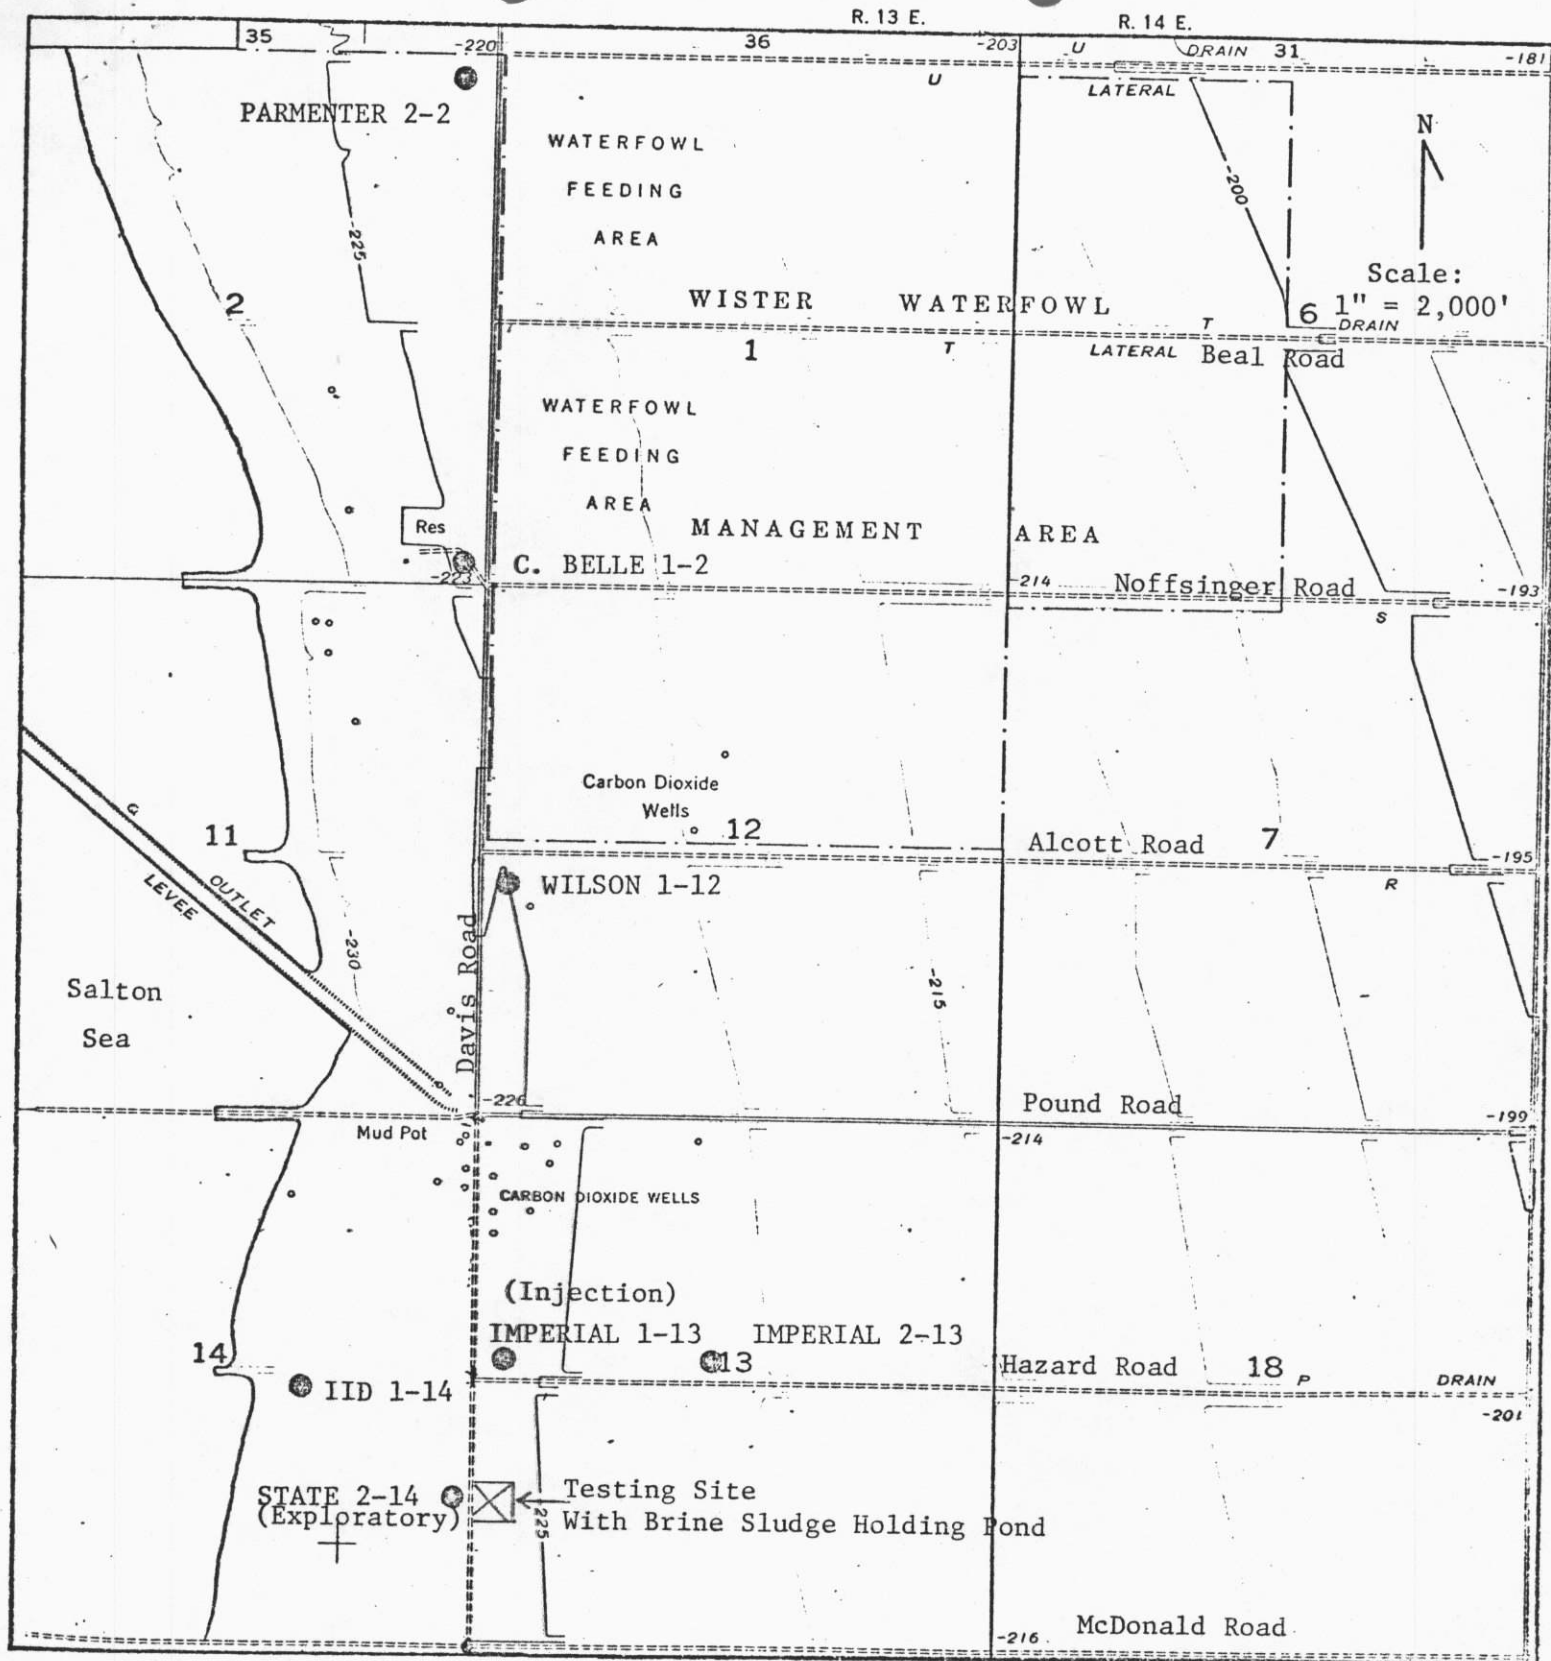 R. 13 E.
R. 14 E.
35
-220
36
-203
U
DRAIN
31
-181
U
LATERAL
PARMENTER 2-2
N
WATERFOWL
FEEDING
AREA
-200
-225
Scale:
1" = 2,000'
2
WISTER WATERFOWL
T
6
DRAIN
1
T
LATERAL
Beal Road
WATERFOWL
FEEDING
AREA
Res
MANAGEMENT AREA
C. BELLE 1-2
-223
-214
Noffsinger Road
-193
S
Carbon Dioxide
Wells
12
G
11
Alcott Road
7
-195
OUTLET
LEVEE
WILSON 1-12
R
-230
Davis Road
-215
Salton
Sea
-226
Pound Road
-199
Mud Pot
-214
CARBON DIOXIDE WELLS
(Injection)
IMPERIAL 1-13
IMPERIAL 2-13
14
13
Hazard Road
18
P
DRAIN
IID 1-14
-201
STATE 2-14
(Exploratory)
Testing Site
With Brine Sludge Holding Pond
225
McDonald Road
-216